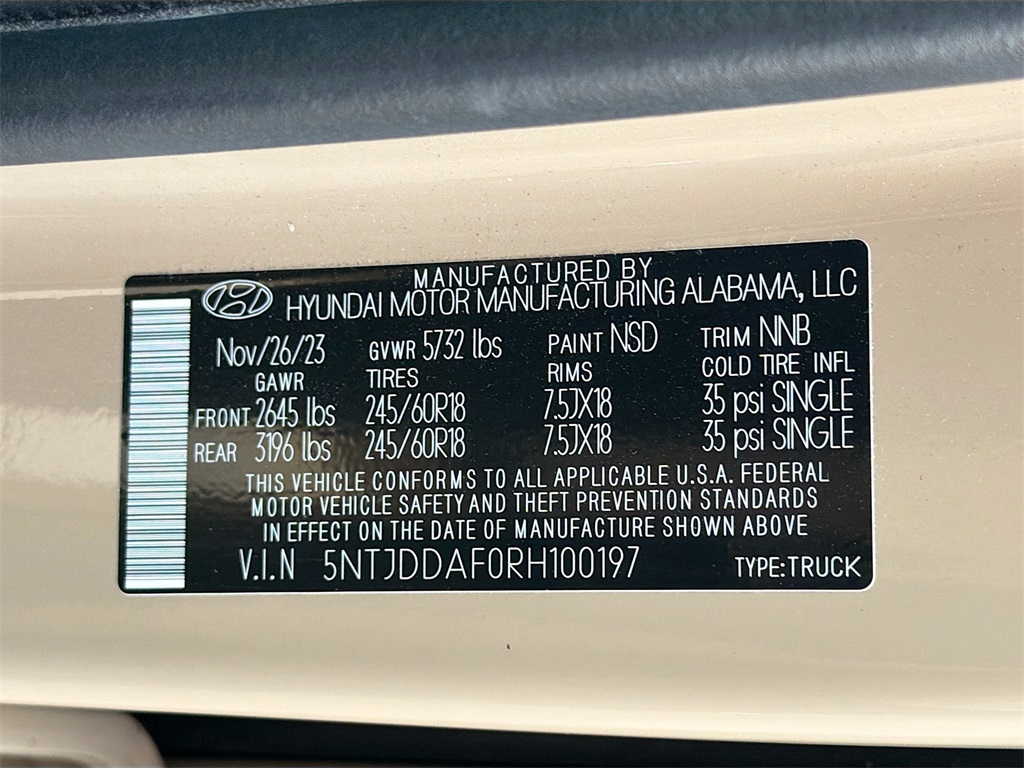 MANUFACTURED BY
HYUNDAI MOTOR MANUFACTURING ALABAMA, LLC
Nov/26/23 GVWR 5732 lbs PAINT NSD TRIM NNB
GAWR TIRES RIMS COLD TIRE INFL
FRONT 2645 lbs 245/60R18 7.5JX18 35 psi SINGLE
REAR 3196 lbs 245/60R18 7.5JX18 35 psi SINGLE
THIS VEHICLE CONFORMS TO ALL APPLICABLE U.S.A. FEDERAL
MOTOR VEHICLE SAFETY AND THEFT PREVENTION STANDARDS
IN EFFECT ON THE DATE OF MANUFACTURE SHOWN ABOVE
V.I.N 5NTJDDAF0RH100197 TYPE:TRUCK